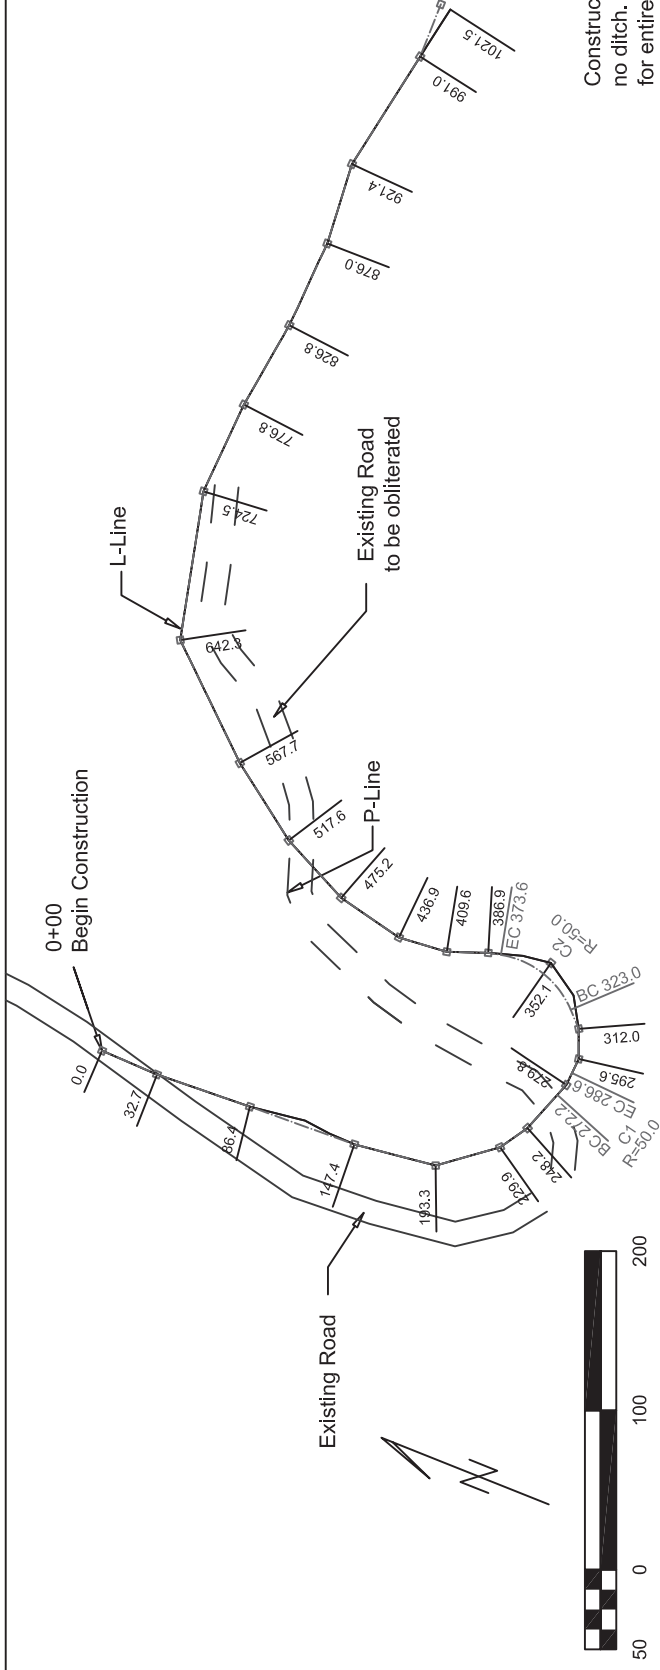 0+00
Begin Construction
L-Line
Existing Road
to be obliterated
P-Line
Existing Road
Construc
no ditch.
for entire
0.0
32.7
86.4
147.4
193.3
229.9
248.2
BC 272.2
C1
R=50.0
279.8
EC 286.6
295.6
312.0
BC 323.0
352.1
C2
R=50.0
EC 373.6
386.9
409.6
436.9
475.2
517.6
567.7
642.3
724.5
776.8
826.8
876.0
921.4
991.0
1021.5
N
50
0
100
200